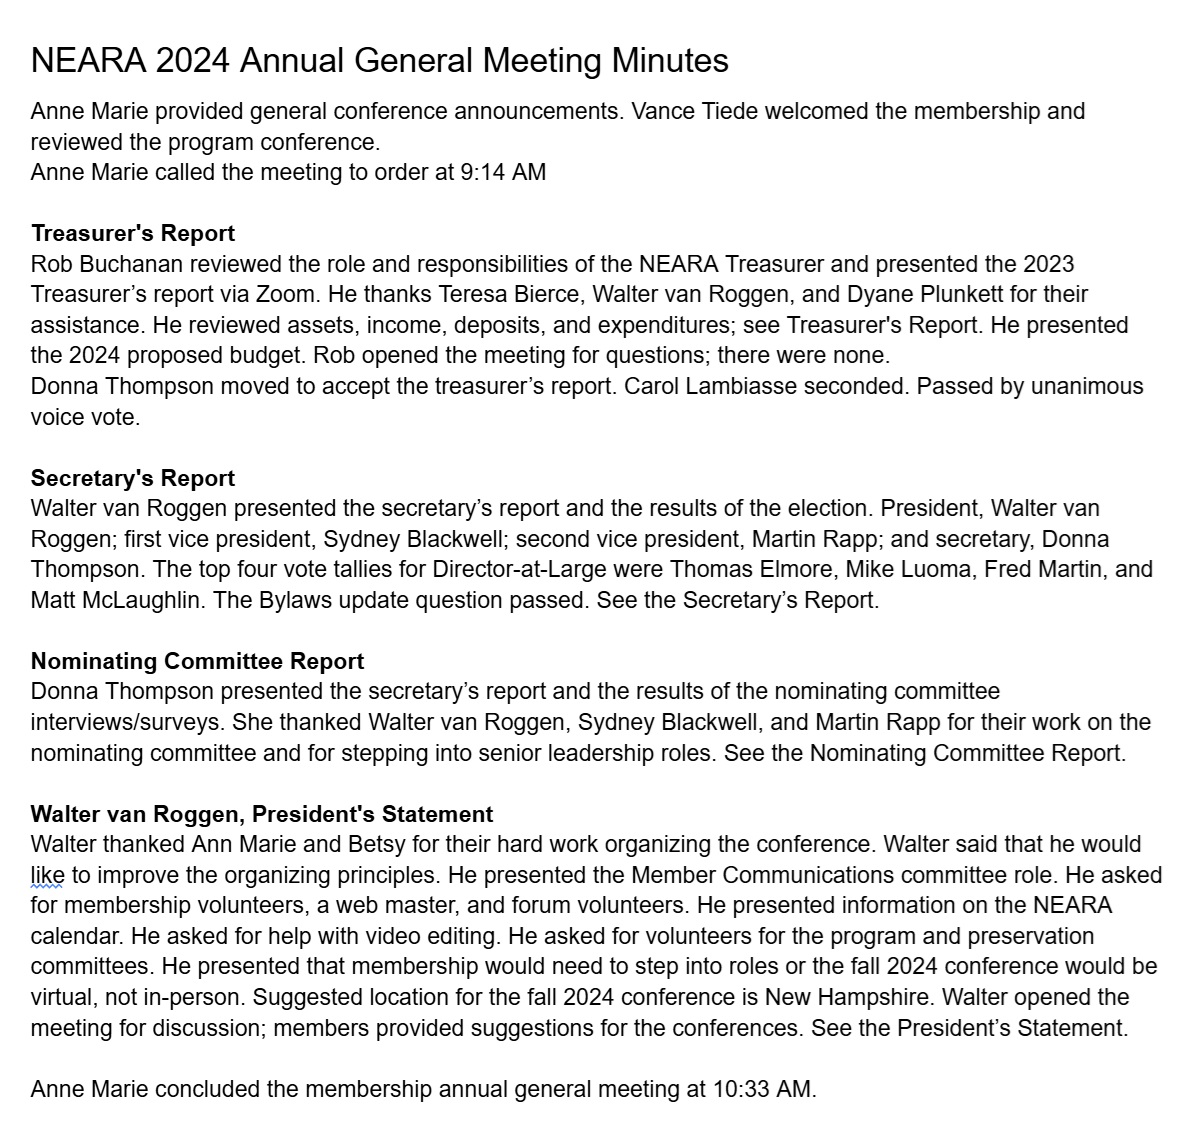 NEARA 2024 Annual General Meeting Minutes
Anne Marie provided general conference announcements. Vance Tiede welcomed the membership and
reviewed the program conference.
Anne Marie called the meeting to order at 9:14 AM
Treasurer's Report
Rob Buchanan reviewed the role and responsibilities of the NEARA Treasurer and presented the 2023
Treasurer’s report via Zoom. He thanks Teresa Bierce, Walter van Roggen, and Dyane Plunkett for their
assistance. He reviewed assets, income, deposits, and expenditures; see Treasurer's Report. He presented
the 2024 proposed budget. Rob opened the meeting for questions; there were none.
Donna Thompson moved to accept the treasurer’s report. Carol Lambiasse seconded. Passed by unanimous
voice vote.
Secretary's Report
Walter van Roggen presented the secretary’s report and the results of the election. President, Walter van
Roggen; first vice president, Sydney Blackwell; second vice president, Martin Rapp; and secretary, Donna
Thompson. The top four vote tallies for Director-at-Large were Thomas Elmore, Mike Luoma, Fred Martin, and
Matt McLaughlin. The Bylaws update question passed. See the Secretary’s Report.
Nominating Committee Report
Donna Thompson presented the secretary’s report and the results of the nominating committee
interviews/surveys. She thanked Walter van Roggen, Sydney Blackwell, and Martin Rapp for their work on the
nominating committee and for stepping into senior leadership roles. See the Nominating Committee Report.
Walter van Roggen, President's Statement
Walter thanked Ann Marie and Betsy for their hard work organizing the conference. Walter said that he would
like to improve the organizing principles. He presented the Member Communications committee role. He asked
for membership volunteers, a web master, and forum volunteers. He presented information on the NEARA
calendar. He asked for help with video editing. He asked for volunteers for the program and preservation
committees. He presented that membership would need to step into roles or the fall 2024 conference would be
virtual, not in-person. Suggested location for the fall 2024 conference is New Hampshire. Walter opened the
meeting for discussion; members provided suggestions for the conferences. See the President’s Statement.
Anne Marie concluded the membership annual general meeting at 10:33 AM.